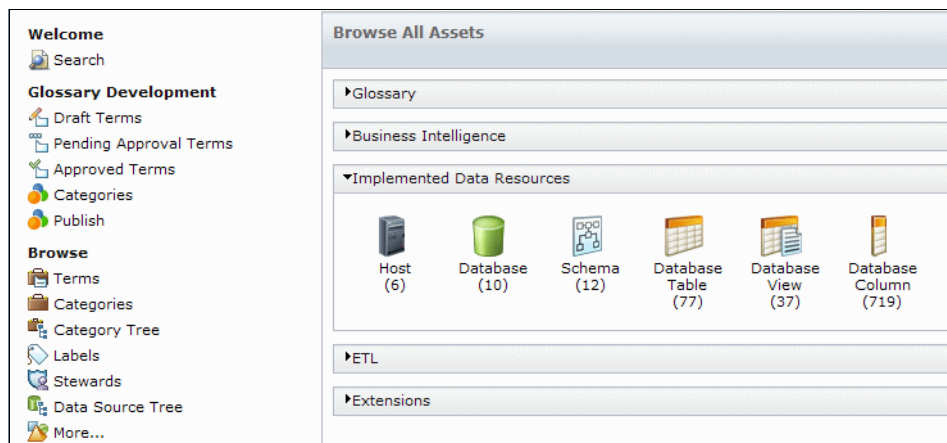 Welcome
Search
Glossary Development
Draft Terms
Pending Approval Terms
Approved Terms
Categories
Publish
Browse
Terms
Categories
Category Tree
Labels
Stewards
Data Source Tree
More...
Browse All Assets
Glossary
Business Intelligence
Implemented Data Resources
Host
(6)
Database
(10)
Schema
(12)
Database
Table
(77)
Database
View
(37)
Database
Column
(719)
ETL
Extensions